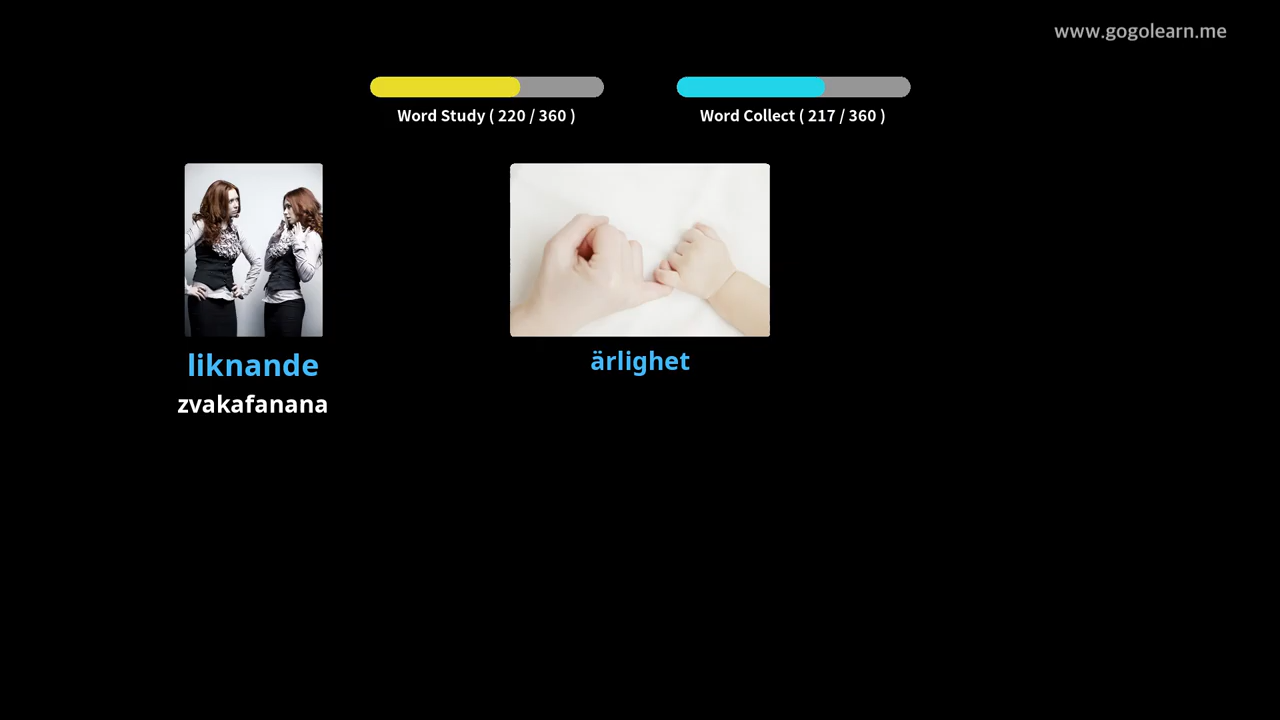 www.gogolearn.me
Word Study ( 220 / 360 )
Word Collect ( 217 / 360 )
liknande
zvakafanana
ärlighet